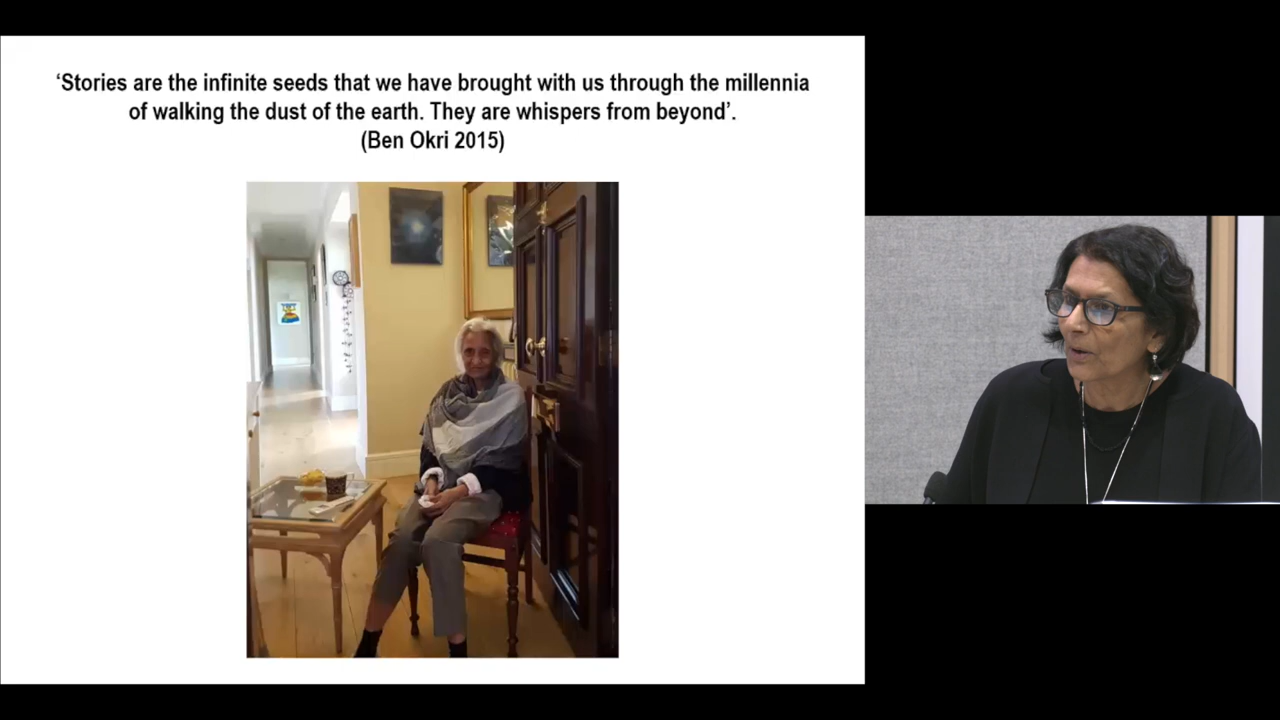 ‘Stories are the infinite seeds that we have brought with us through the millennia
of walking the dust of the earth. They are whispers from beyond’.
(Ben Okri 2015)